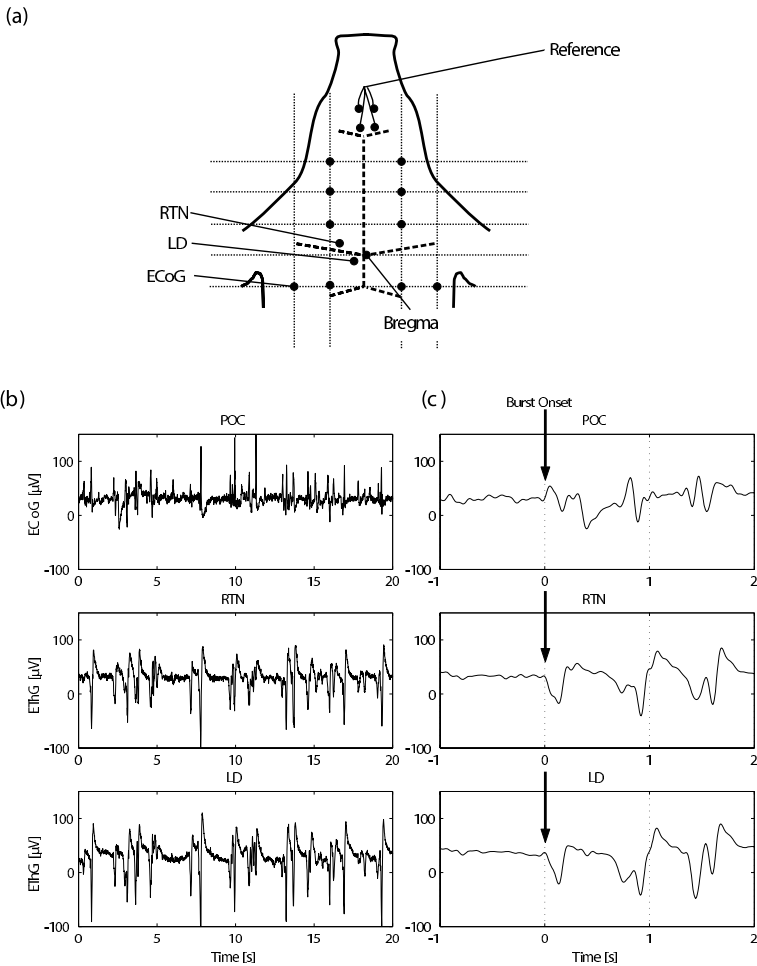 (a)
Reference
RTN
LD
ECoG
Bregma
(b)
POC
100
0
-100
ECoG [μV]
0 5 10 15 20
RTN
100
0
-100
EThG [μV]
0 5 10 15 20
LD
100
0
-100
EThG [μV]
0 5 10 15 20
Time [s]
(c)
Burst Onset
POC
100
0
-100
-1 0 1 2
RTN
100
0
-100
-1 0 1 2
LD
100
0
-100
-1 0 1 2
Time [s]